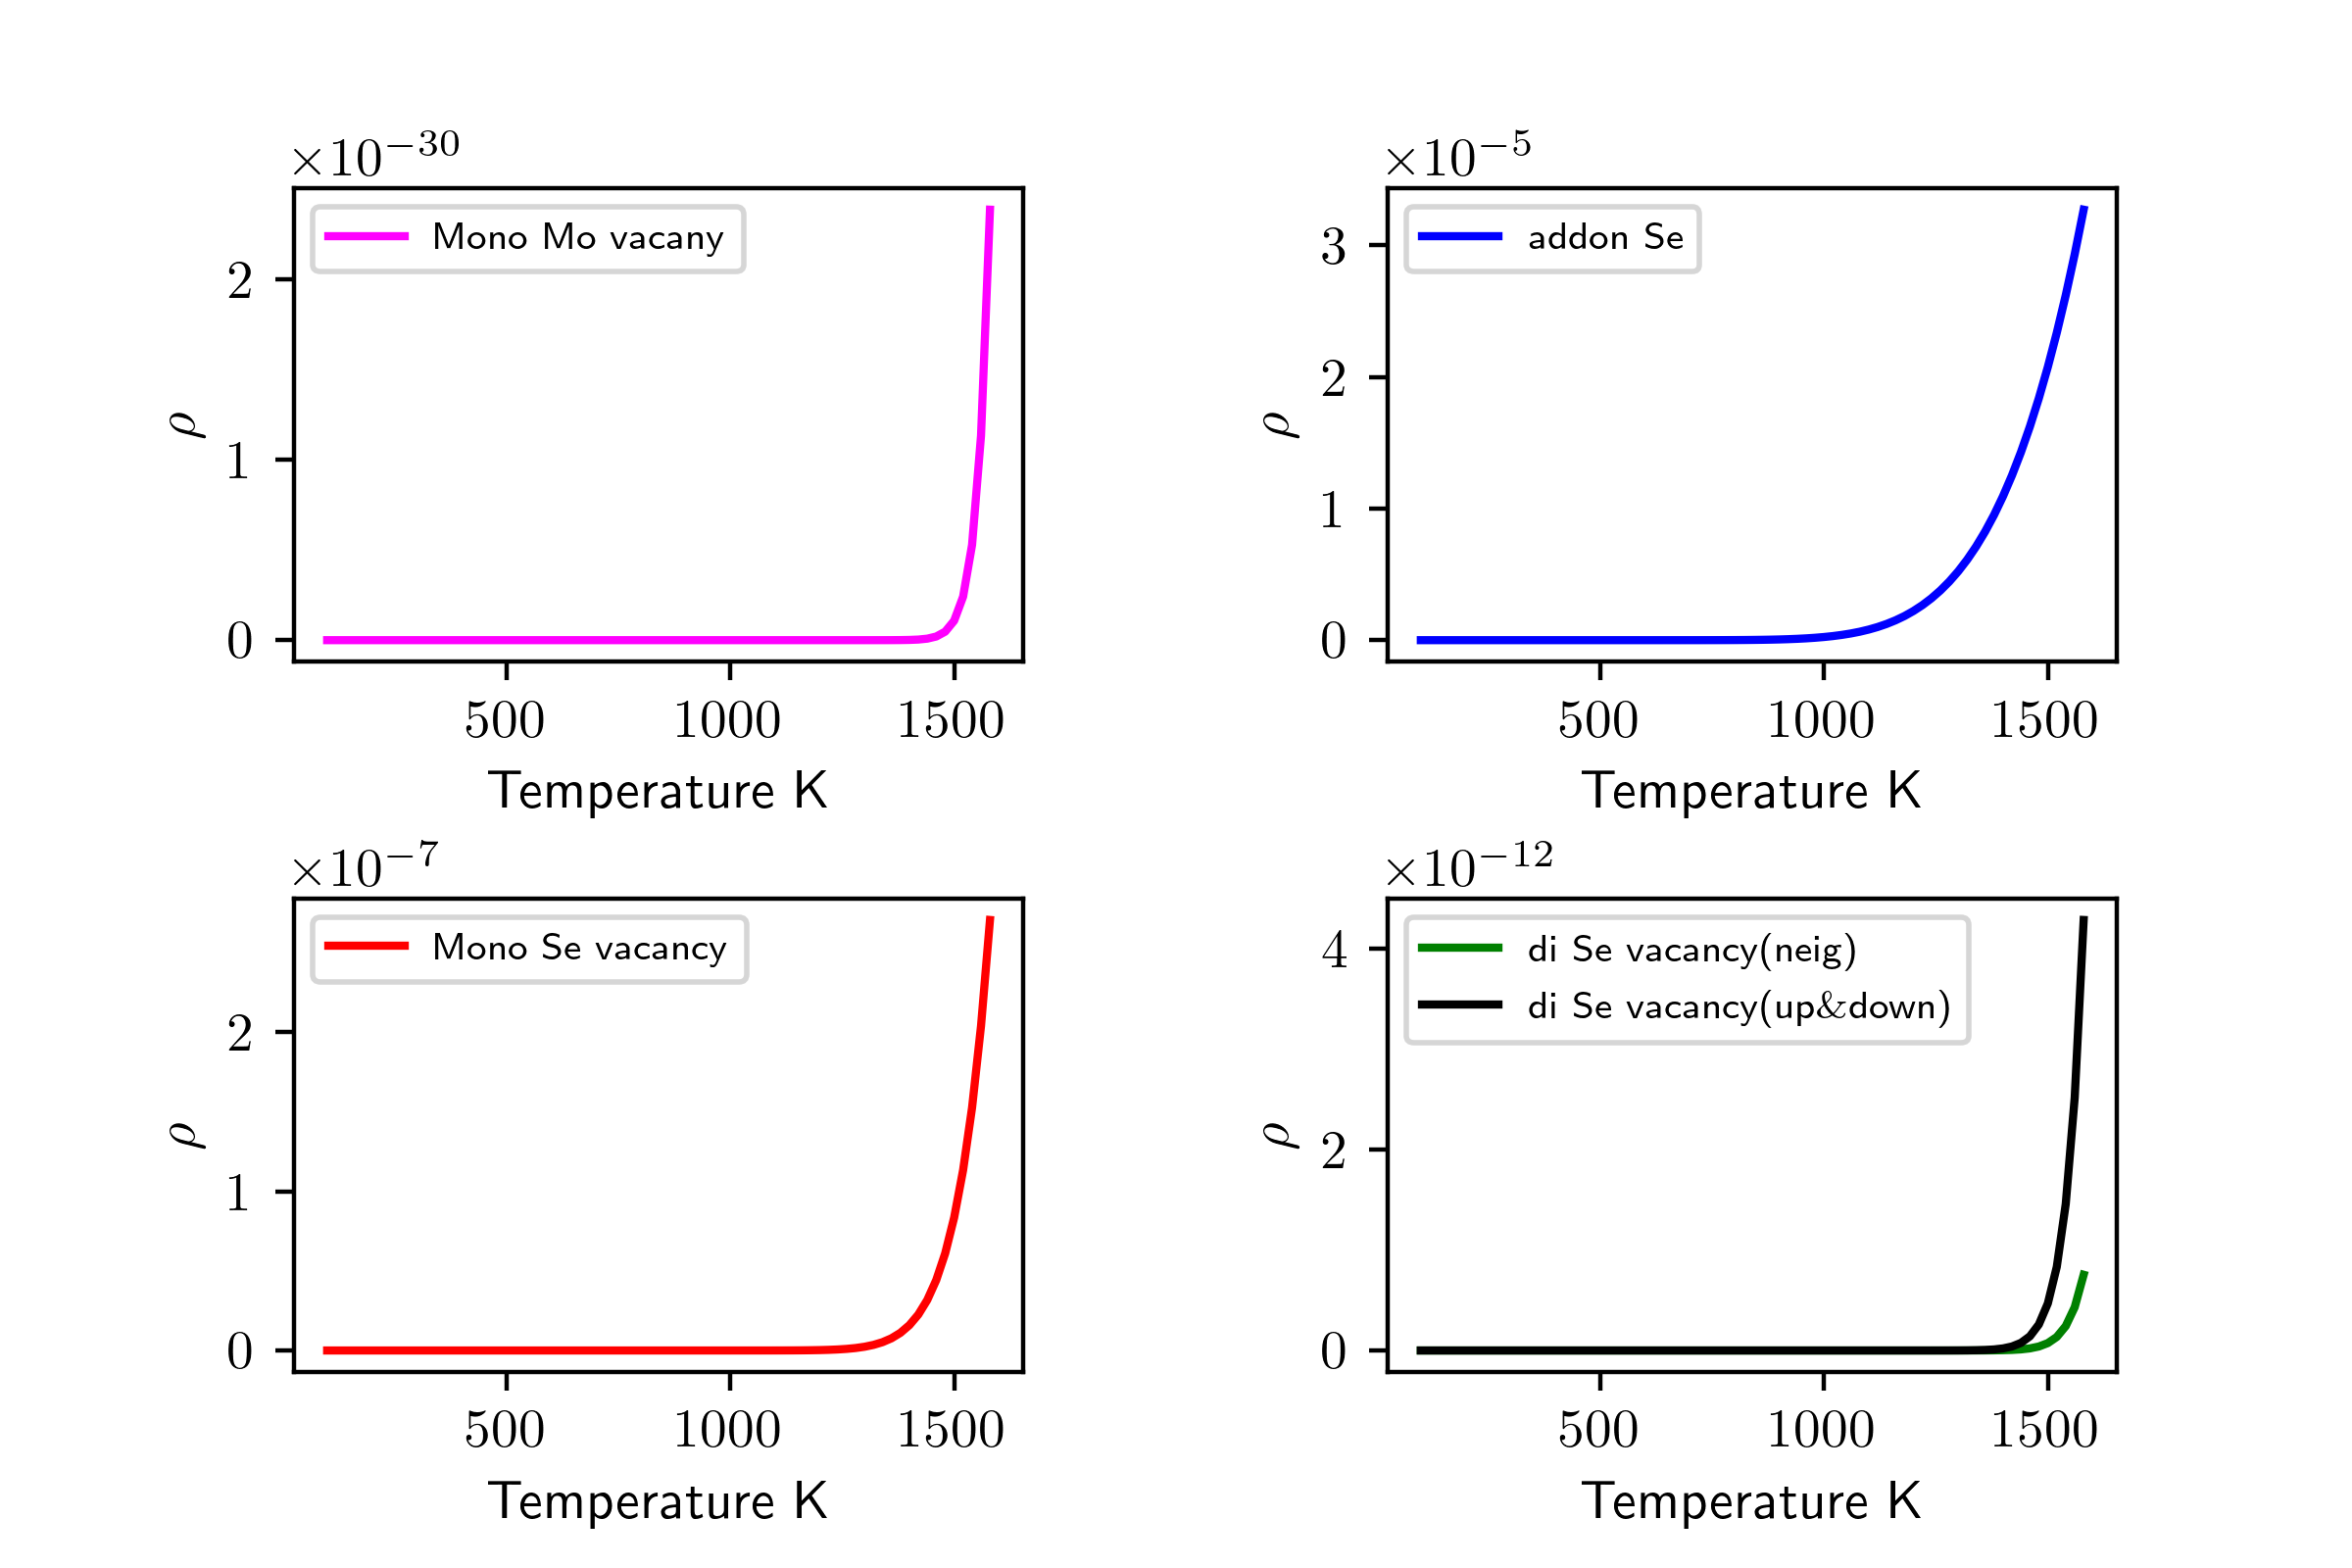 ×10⁻³⁰
Mono Mo vacany
2
1
0
ρ
500 1000 1500
Temperature K
×10⁻⁵
addon Se
3
2
1
0
ρ
500 1000 1500
Temperature K
×10⁻⁷
Mono Se vacancy
2
1
0
ρ
500 1000 1500
Temperature K
×10⁻¹²
di Se vacancy(neig)
di Se vacancy(up&down)
4
2
0
ρ
500 1000 1500
Temperature K